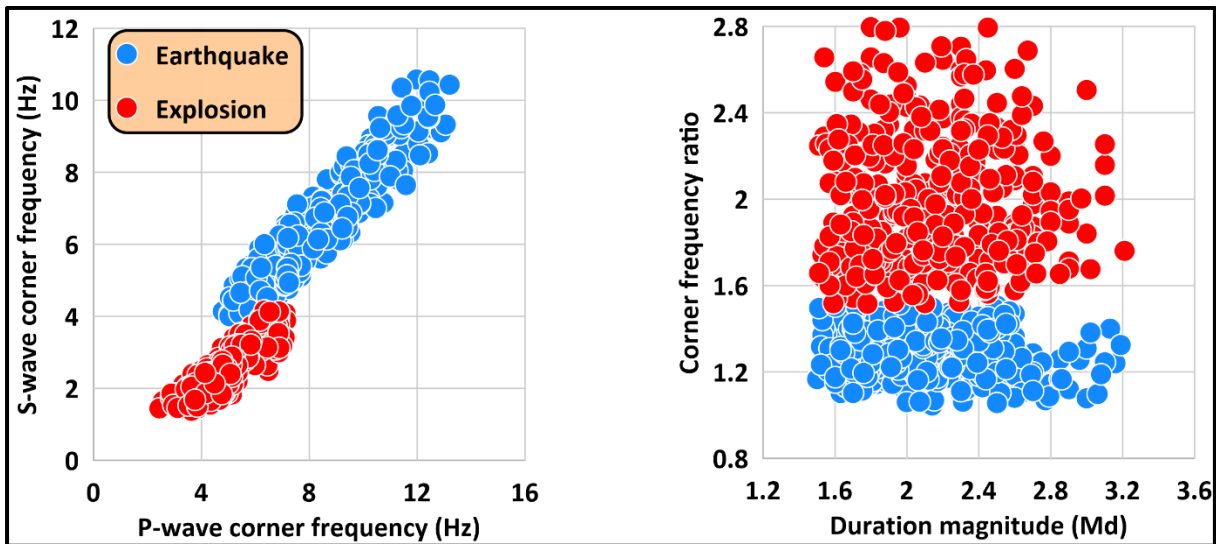 12
10
8
6
4
2
0
S-wave corner frequency (Hz)
Earthquake
Explosion
0 4 8 12 16
P-wave corner frequency (Hz)
2.8
2.4
2
1.6
1.2
0.8
Corner frequency ratio
1.2 1.6 2 2.4 2.8 3.2 3.6
Duration magnitude (Md)